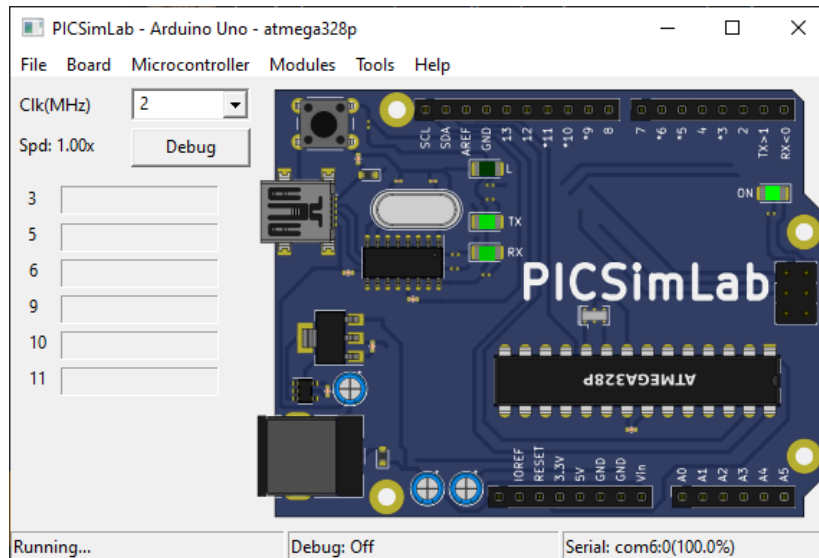 PICSimLab - Arduino Uno - atmega328p
File Board Microcontroller Modules Tools Help
Clk(MHz) 2
Spd: 1.00x Debug
3
5
6
9
10
11
SCL SDA AREF GND 13 12 *11 *10 *9 8 7 *6 *5 4 *3 2 TX>1 RX<0
L
ON
TX
RX
PICSimLab
ATMEGA328P
IOREF RESET 3.3V 5V GND GND Vin A0 A1 A2 A3 A4 A5
Running... Debug: Off Serial: com6:0(100.0%)